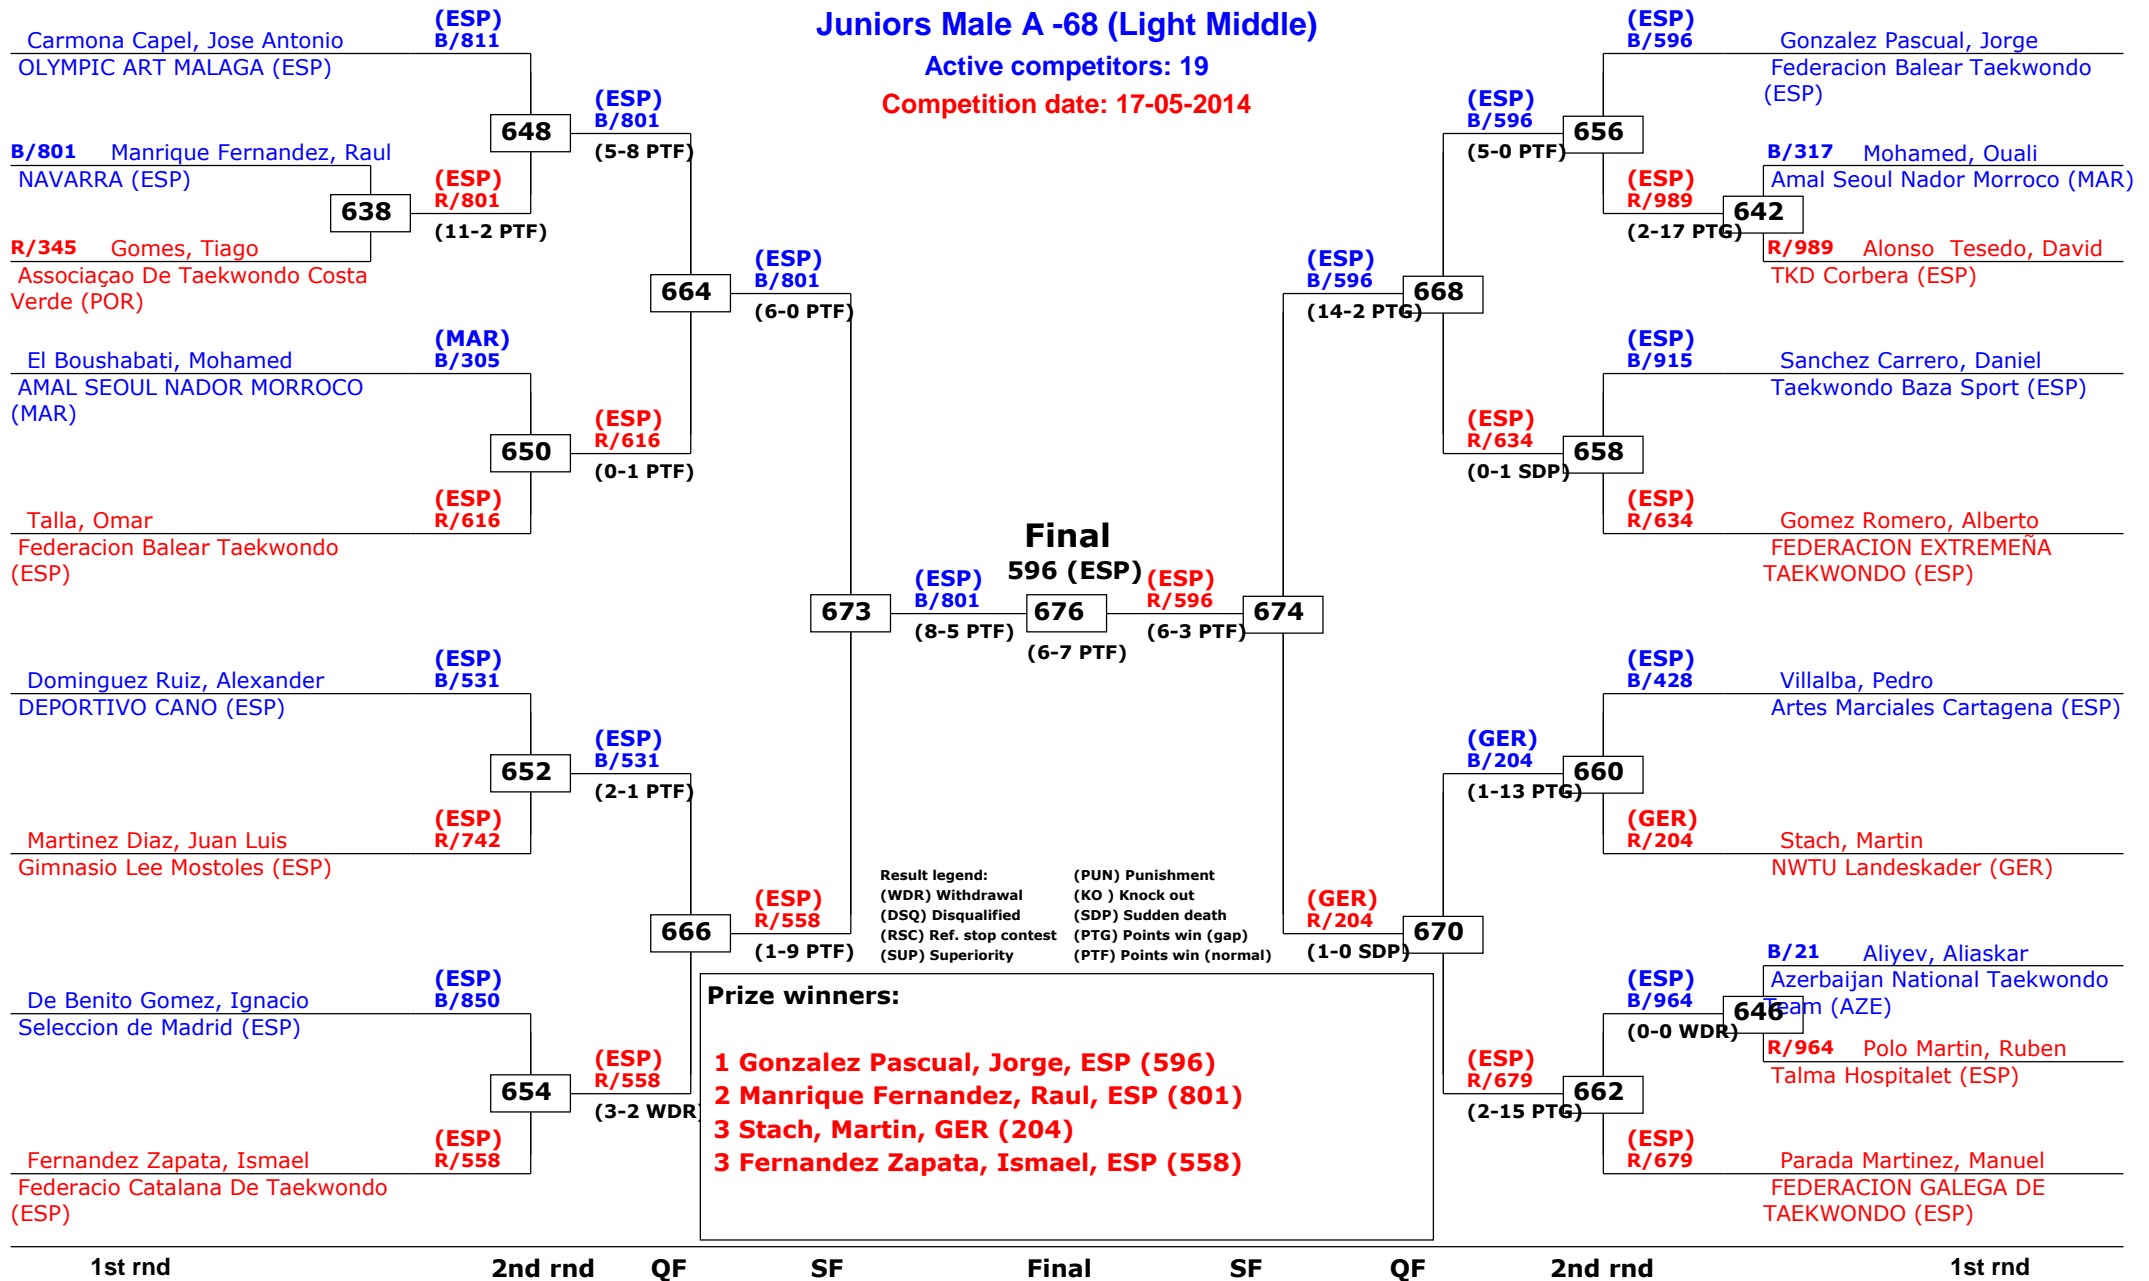 Juniors Male A -68 (Light Middle)
Active competitors: 19
Competition date: 17-05-2014
(ESP)
Carmona Capel, Jose Antonio B/811
OLYMPIC ART MALAGA (ESP)
648
(ESP)
B/801
(5-8 PTF)
B/801 Manrique Fernandez, Raul
NAVARRA (ESP)
638
(ESP)
R/801
(11-2 PTF)
R/345 Gomes, Tiago
Associaçao De Taekwondo Costa
Verde (POR)
664
(ESP)
B/801
(6-0 PTF)
(MAR)
El Boushabati, Mohamed B/305
AMAL SEOUL NADOR MORROCO
(MAR)
650
(ESP)
R/616
(0-1 PTF)
(ESP)
Talla, Omar R/616
Federacion Balear Taekwondo
(ESP)
673
(ESP)
B/801
(8-5 PTF)
(ESP)
Dominguez Ruiz, Alexander B/531
DEPORTIVO CANO (ESP)
652
(ESP)
B/531
(2-1 PTF)
(ESP)
Martinez Diaz, Juan Luis R/742
Gimnasio Lee Mostoles (ESP)
666
(ESP)
R/558
(1-9 PTF)
(ESP)
De Benito Gomez, Ignacio B/850
Seleccion de Madrid (ESP)
654
(ESP)
R/558
(3-2 WDR)
(ESP)
Fernandez Zapata, Ismael R/558
Federacio Catalana De Taekwondo
(ESP)
Final
596 (ESP)
676
(6-7 PTF)
(ESP)
R/596
(6-3 PTF)
674
(ESP)
B/596
(14-2 PTG)
668
(ESP)
B/596
(5-0 PTF)
656
(ESP)
B/596 Gonzalez Pascual, Jorge
Federacion Balear Taekwondo
(ESP)
B/317 Mohamed, Ouali
Amal Seoul Nador Morroco (MAR)
(ESP)
R/989
(2-17 PTG)
642
R/989 Alonso Tesedo, David
TKD Corbera (ESP)
(ESP)
B/915 Sanchez Carrero, Daniel
Taekwondo Baza Sport (ESP)
(ESP)
R/634
(0-1 SDP)
658
(ESP)
R/634 Gomez Romero, Alberto
FEDERACION EXTREMEÑA
TAEKWONDO (ESP)
(ESP)
B/428 Villalba, Pedro
Artes Marciales Cartagena (ESP)
(GER)
B/204
(1-13 PTG)
660
(GER)
R/204 Stach, Martin
NWTU Landeskader (GER)
(GER)
R/204
(1-0 SDP)
670
B/21 Aliyev, Aliaskar
Azerbaijan National Taekwondo
Team (AZE)
(ESP)
B/964
(0-0 WDR)
646
R/964 Polo Martin, Ruben
Talma Hospitalet (ESP)
(ESP)
R/679
(2-15 PTG)
662
(ESP)
R/679 Parada Martinez, Manuel
FEDERACION GALEGA DE
TAEKWONDO (ESP)
Result legend: (PUN) Punishment
(WDR) Withdrawal (KO ) Knock out
(DSQ) Disqualified (SDP) Sudden death
(RSC) Ref. stop contest (PTG) Points win (gap)
(SUP) Superiority (PTF) Points win (normal)
Prize winners:
1 Gonzalez Pascual, Jorge, ESP (596)
2 Manrique Fernandez, Raul, ESP (801)
3 Stach, Martin, GER (204)
3 Fernandez Zapata, Ismael, ESP (558)
1st rnd 2nd rnd QF SF Final SF QF 2nd rnd 1st rnd